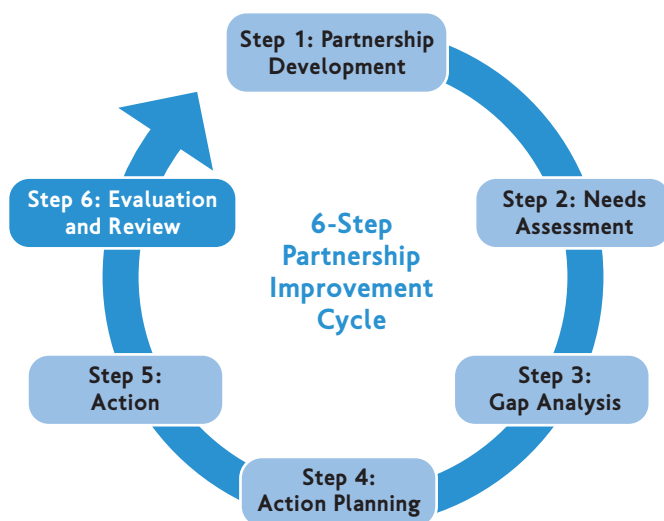 Step 1: Partnership
Development
Step 2: Needs
Assessment
Step 3:
Gap Analysis
Step 4:
Action Planning
Step 5:
Action
Step 6: Evaluation
and Review
6-Step
Partnership
Improvement
Cycle